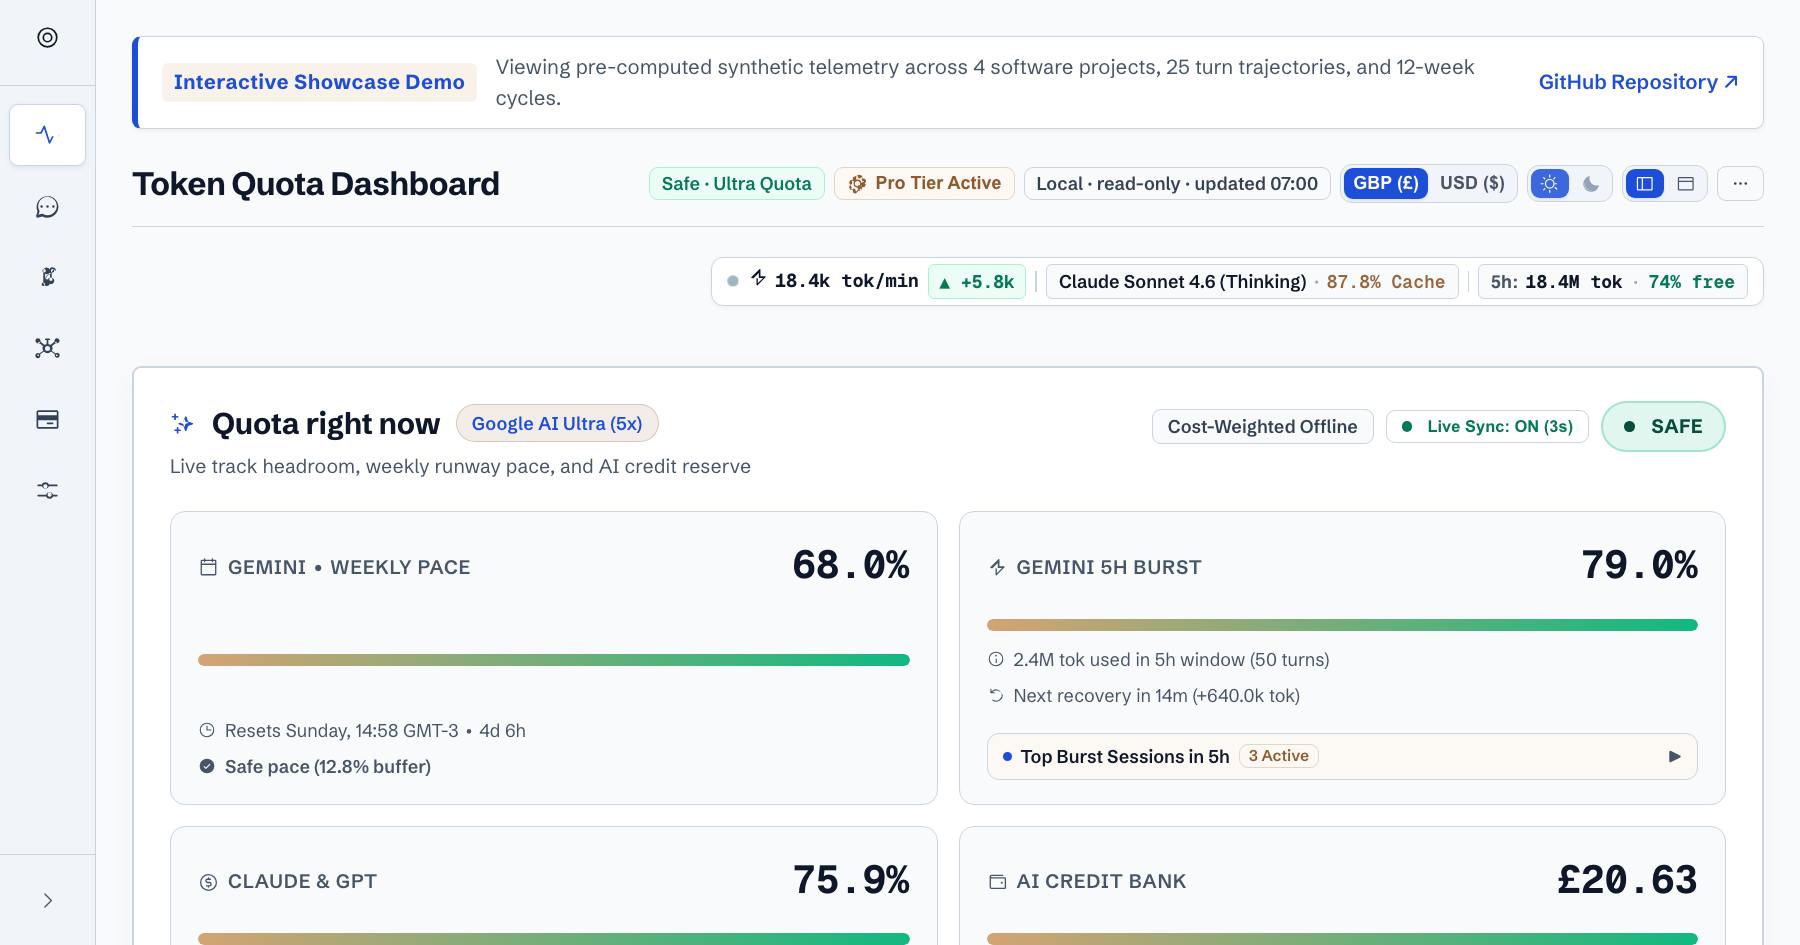 Interactive Showcase Demo
Viewing pre-computed synthetic telemetry across 4 software projects, 25 turn trajectories, and 12-week
cycles.
GitHub Repository ↗
Token Quota Dashboard
Safe · Ultra Quota
Pro Tier Active
Local · read-only · updated 07:00
GBP (£)
USD ($)
···
18.4k tok/min
▲ +5.8k
Claude Sonnet 4.6 (Thinking) · 87.8% Cache
5h: 18.4M tok · 74% free
Quota right now
Google AI Ultra (5x)
Cost-Weighted Offline
Live Sync: ON (3s)
SAFE
Live track headroom, weekly runway pace, and AI credit reserve
GEMINI • WEEKLY PACE
68.0%
Resets Sunday, 14:58 GMT-3 • 4d 6h
Safe pace (12.8% buffer)
GEMINI 5H BURST
79.0%
2.4M tok used in 5h window (50 turns)
Next recovery in 14m (+640.0k tok)
Top Burst Sessions in 5h
3 Active
CLAUDE & GPT
75.9%
AI CREDIT BANK
£20.63